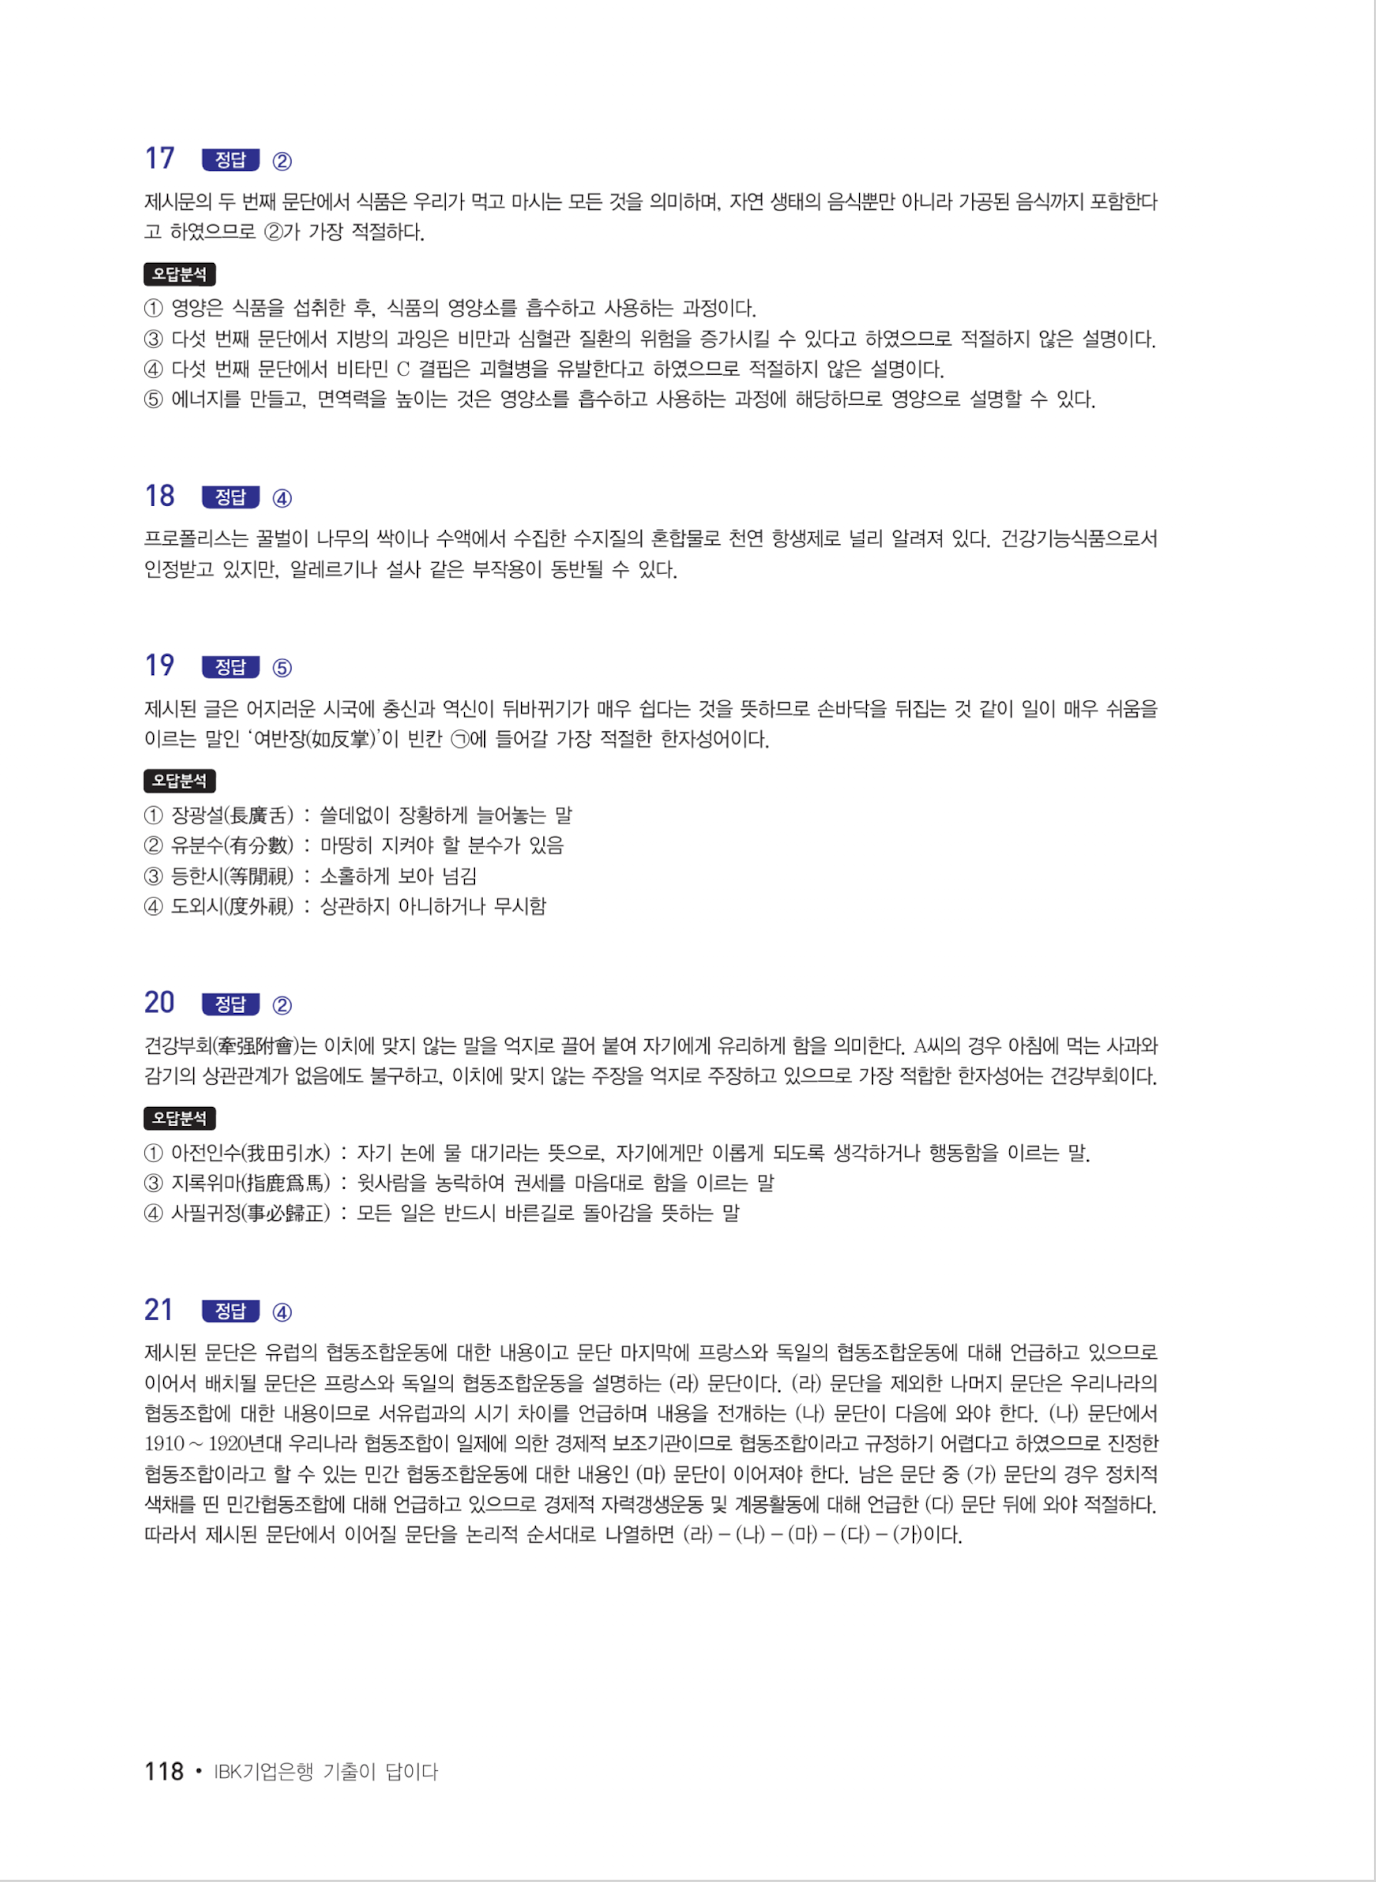 17 정답 ②
제시문의 두 번째 문단에서 식품은 우리가 먹고 마시는 모든 것을 의미하며, 자연 생태의 음식뿐만 아니라 가공된 음식까지 포함한다
고 하였으므로 ②가 가장 적절하다.
오답분석
① 영양은 식품을 섭취한 후, 식품의 영양소를 흡수하고 사용하는 과정이다.
③ 다섯 번째 문단에서 지방의 과잉은 비만과 심혈관 질환의 위험을 증가시킬 수 있다고 하였으므로 적절하지 않은 설명이다.
④ 다섯 번째 문단에서 비타민 C 결핍은 괴혈병을 유발한다고 하였으므로 적절하지 않은 설명이다.
⑤ 에너지를 만들고, 면역력을 높이는 것은 영양소를 흡수하고 사용하는 과정에 해당하므로 영양으로 설명할 수 있다.
18 정답 ④
프로폴리스는 꿀벌이 나무의 싹이나 수액에서 수집한 수지질의 혼합물로 천연 항생제로 널리 알려져 있다. 건강기능식품으로서
인정받고 있지만, 알레르기나 설사 같은 부작용이 동반될 수 있다.
19 정답 ⑤
제시된 글은 어지러운 시국에 충신과 역신이 뒤바뀌기가 매우 쉽다는 것을 뜻하므로 손바닥을 뒤집는 것 같이 일이 매우 쉬움을
이르는 말인 ‘여반장(如反掌)’이 빈칸 ㉠에 들어갈 가장 적절한 한자성어이다.
오답분석
① 장광설(長廣舌) : 쓸데없이 장황하게 늘어놓는 말
② 유분수(有分數) : 마땅히 지켜야 할 분수가 있음
③ 등한시(等閒視) : 소홀하게 보아 넘김
④ 도외시(度外視) : 상관하지 아니하거나 무시함
20 정답 ②
견강부회(牽强附會)는 이치에 맞지 않는 말을 억지로 끌어 붙여 자기에게 유리하게 함을 의미한다. A씨의 경우 아침에 먹는 사과와
감기의 상관관계가 없음에도 불구하고, 이치에 맞지 않는 주장을 억지로 주장하고 있으므로 가장 적합한 한자성어는 견강부회이다.
오답분석
① 아전인수(我田引水) : 자기 논에 물 대기라는 뜻으로, 자기에게만 이롭게 되도록 생각하거나 행동함을 이르는 말.
③ 지록위마(指鹿爲馬) : 윗사람을 농락하여 권세를 마음대로 함을 이르는 말
④ 사필귀정(事必歸正) : 모든 일은 반드시 바른길로 돌아감을 뜻하는 말
21 정답 ④
제시된 문단은 유럽의 협동조합운동에 대한 내용이고 문단 마지막에 프랑스와 독일의 협동조합운동에 대해 언급하고 있으므로
이어서 배치될 문단은 프랑스와 독일의 협동조합운동을 설명하는 (라) 문단이다. (라) 문단을 제외한 나머지 문단은 우리나라의
협동조합에 대한 내용이므로 서유럽과의 시기 차이를 언급하며 내용을 전개하는 (나) 문단이 다음에 와야 한다. (나) 문단에서
1910 ~ 1920년대 우리나라 협동조합이 일제에 의한 경제적 보조기관이므로 협동조합이라고 규정하기 어렵다고 하였으므로 진정한
협동조합이라고 할 수 있는 민간 협동조합운동에 대한 내용인 (마) 문단이 이어져야 한다. 남은 문단 중 (가) 문단의 경우 정치적
색채를 띤 민간협동조합에 대해 언급하고 있으므로 경제적 자력갱생운동 및 계몽활동에 대해 언급한 (다) 문단 뒤에 와야 적절하다.
따라서 제시된 문단에서 이어질 문단을 논리적 순서대로 나열하면 (라) – (나) – (마) – (다) – (가)이다.
118 • IBK기업은행 기출이 답이다